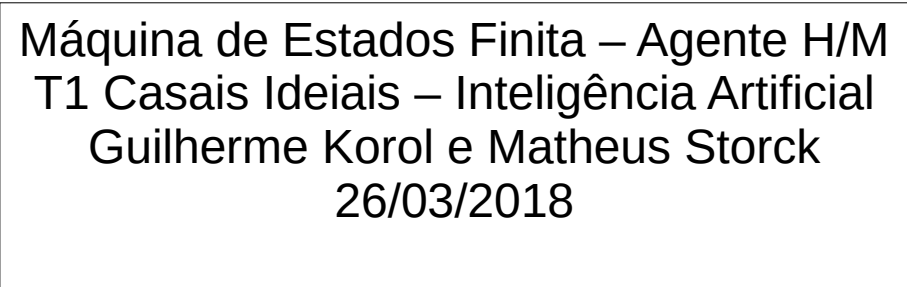 Máquina de Estados Finita – Agente H/M
T1 Casais Ideiais – Inteligência Artificial
Guilherme Korol e Matheus Storck
26/03/2018